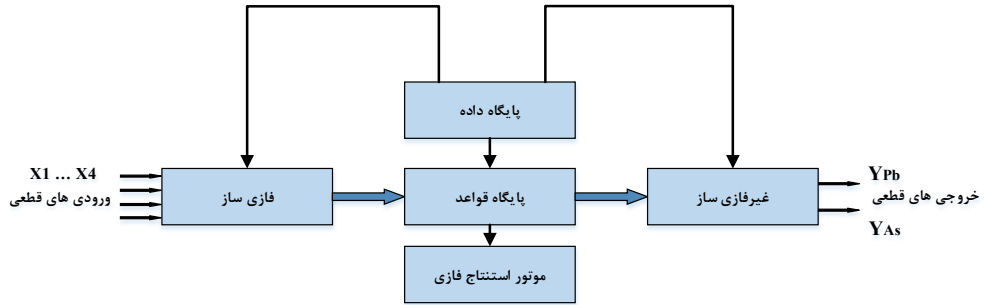 پایگاه داده
X1 … X4
ورودی های قطعی
فازی ساز
پایگاه قواعد
غیرفازی ساز
YPb
خروجی های قطعی
YAs
موتور استنتاج فازی